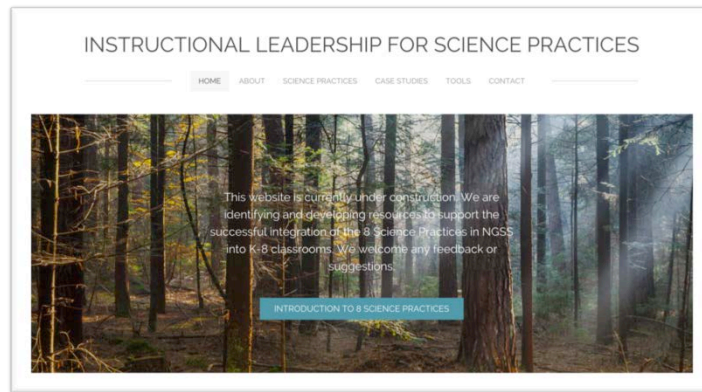 INSTRUCTIONAL LEADERSHIP FOR SCIENCE PRACTICES
HOME ABOUT SCIENCE PRACTICES CASE STUDIES TOOLS CONTACT
This website is currently under construction. We are
identifying and developing resources to support the
successful integration of the 8 Science Practices in NGSS
into K-8 classrooms. We welcome any feedback or
suggestions.
INTRODUCTION TO 8 SCIENCE PRACTICES